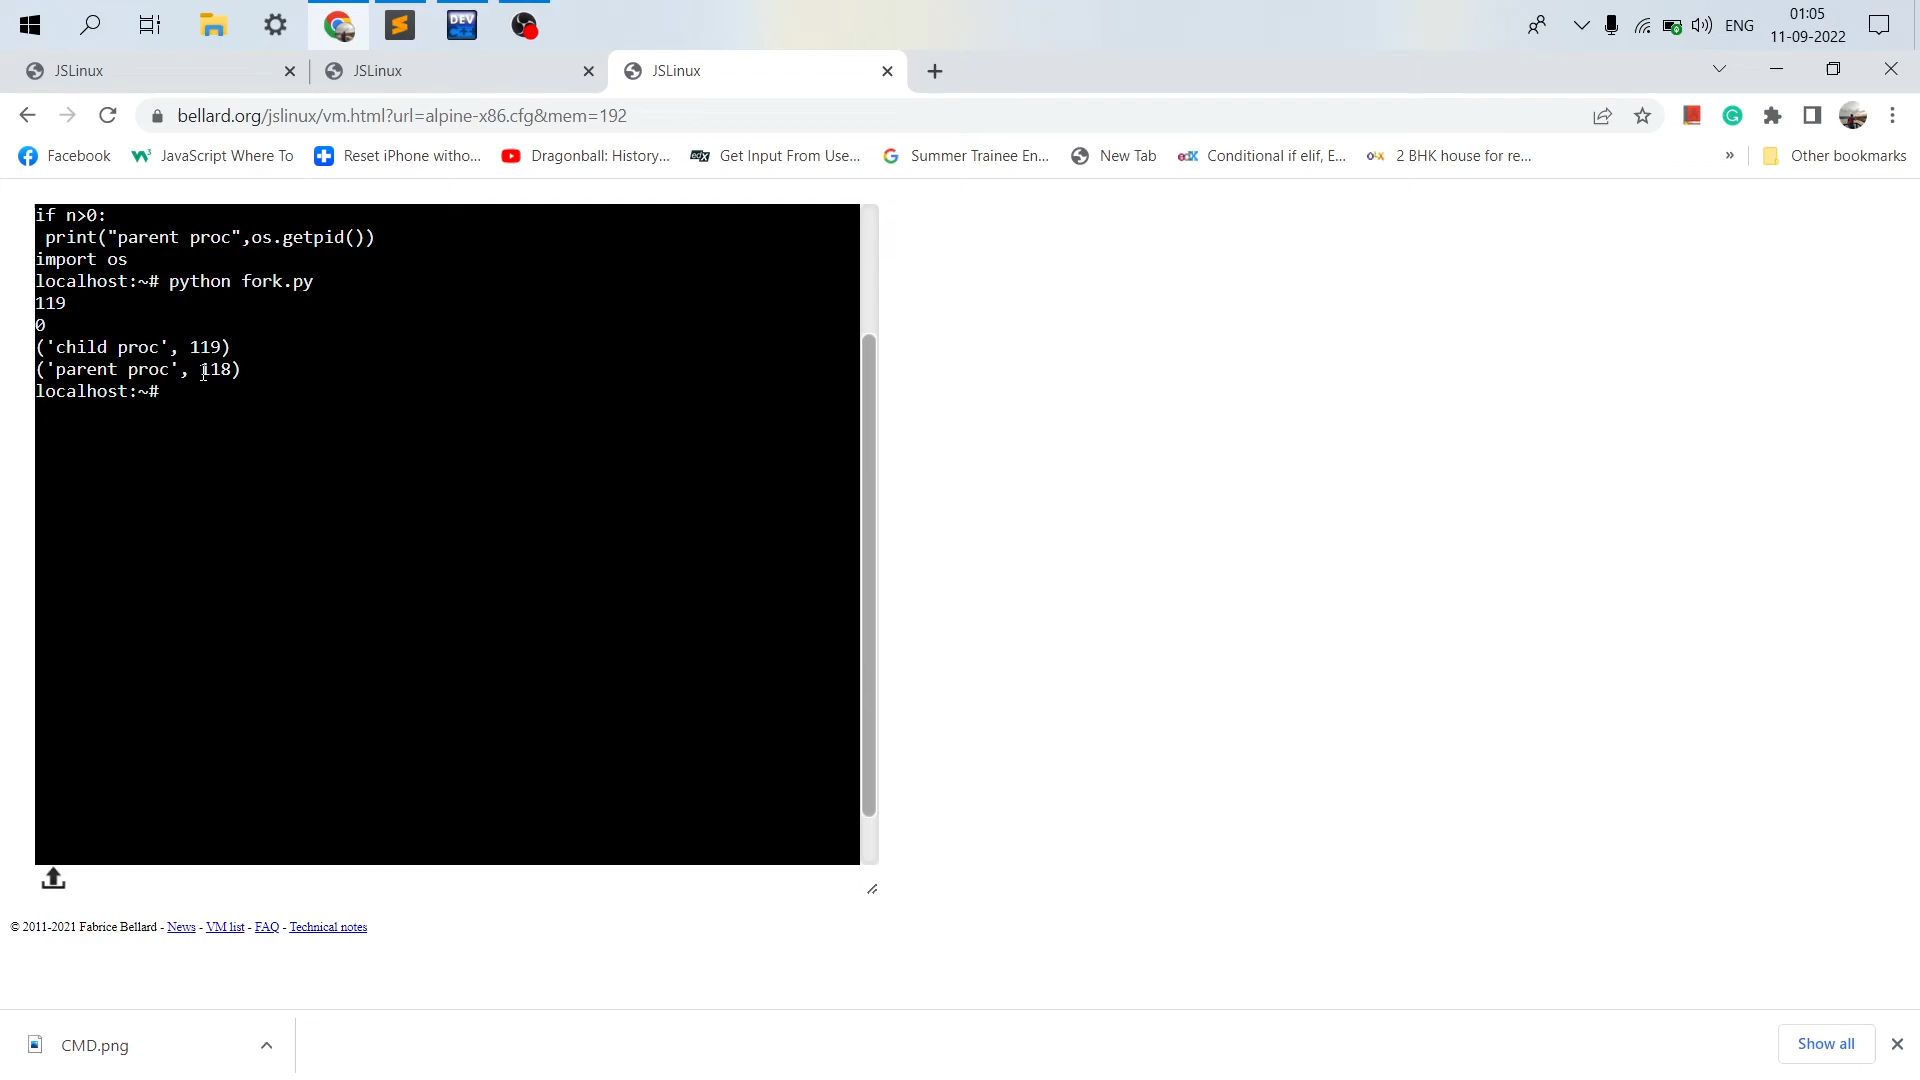 DEV
C++
ENG
01:05
11-09-2022
JSLinux
JSLinux
JSLinux
bellard.org/jslinux/vm.html?url=alpine-x86.cfg&mem=192
Facebook
JavaScript Where To
Reset iPhone witho...
Dragonball: History...
Get Input From Use...
Summer Trainee En...
New Tab
Conditional if elif, E...
2 BHK house for re...
»
Other bookmarks
if n>0:
 print("parent proc",os.getpid())
import os
localhost:~# python fork.py
119
0
('child proc', 119)
('parent proc', 118)
localhost:~#
© 2011-2021 Fabrice Bellard - News - VM list - FAQ - Technical notes
CMD.png
Show all